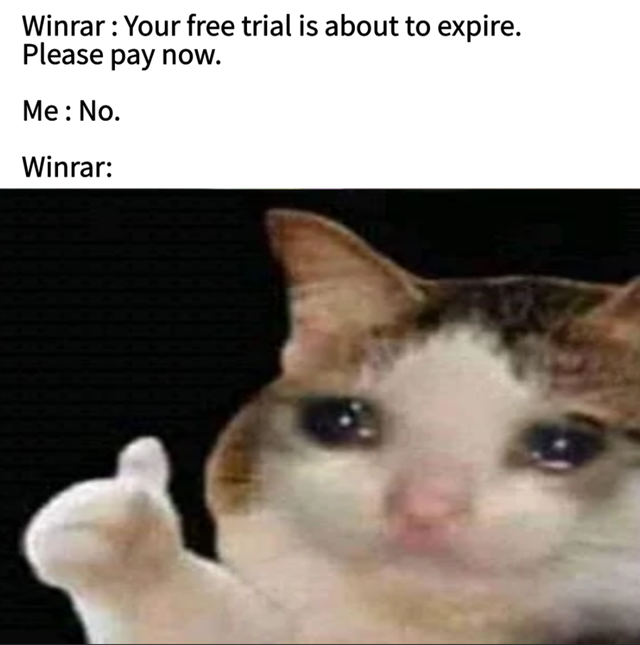 Winrar : Your free trial is about to expire.
Please pay now.
Me : No.
Winrar: